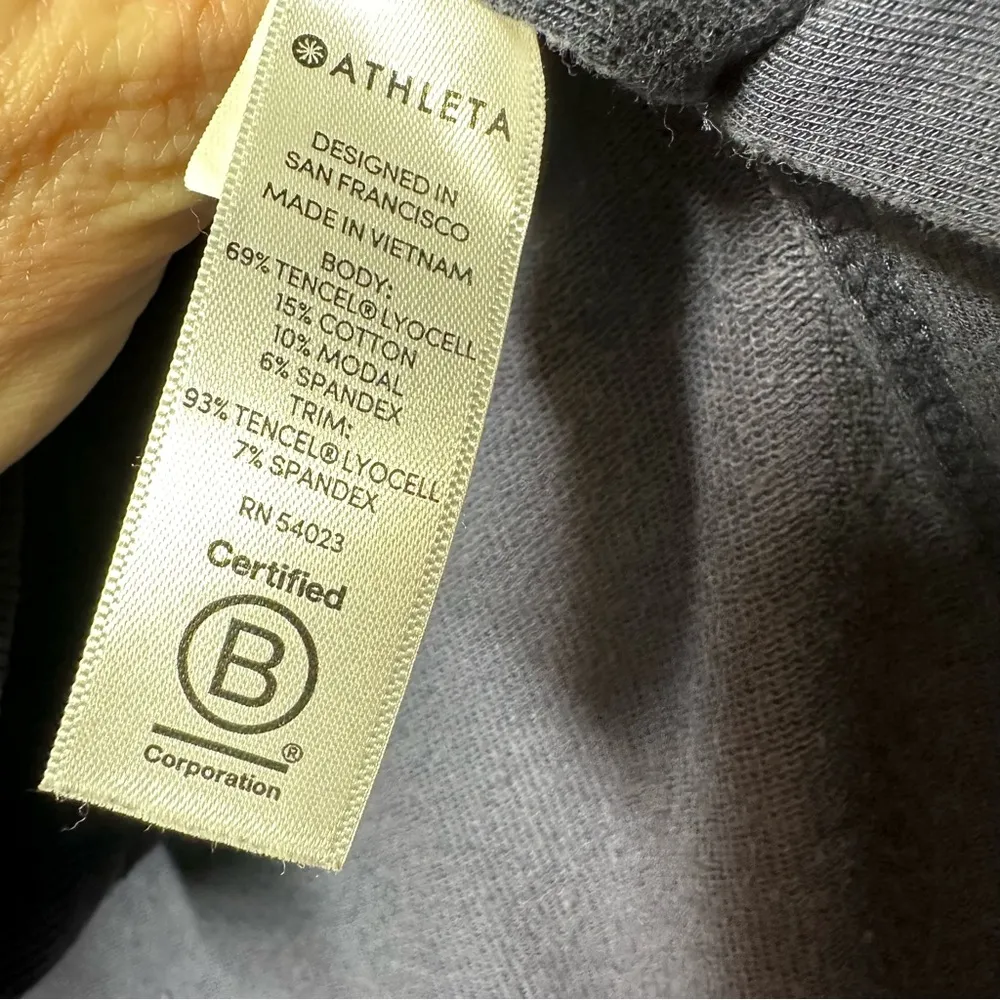 ATHLETA
DESIGNED IN
SAN FRANCISCO
MADE IN VIETNAM
BODY:
69% TENCEL® LYOCELL
15% COTTON
10% MODAL
6% SPANDEX
TRIM:
93% TENCEL® LYOCELL
7% SPANDEX
RN 54023
Certified
B
®
Corporation